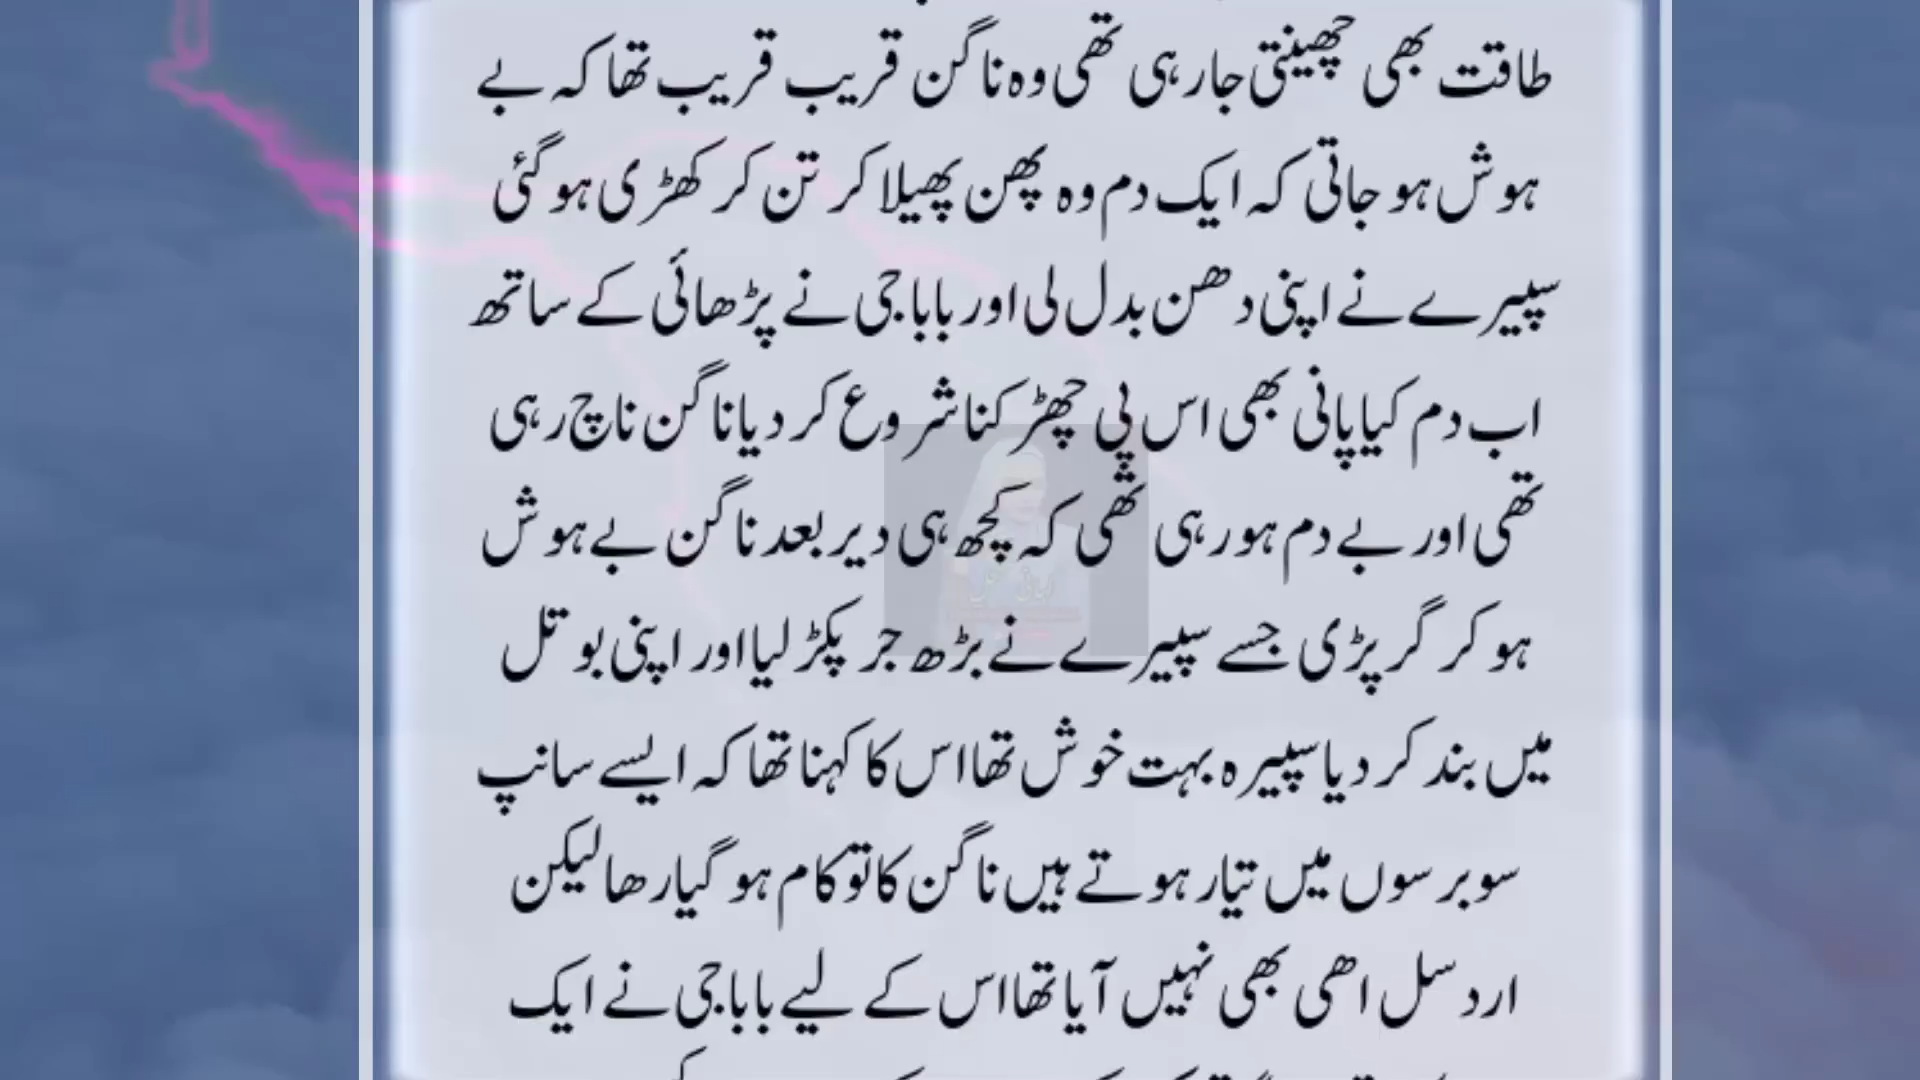 طاقت بھی چھینتی جا رہی تھی وہ ناگن قریب قریب تھا کہ بے
ہوش ہو جاتی کہ ایک دم وہ پھن پھیلا کر تن کر کھڑی ہو گئی
سپیرے نے اپنی دھن بدل لی اور بابا جی نے پڑھائی کے ساتھ
اب دم کیا پانی بھی اس پی چھڑکنا شروع کر دیا ناگن ناچ رہی
تھی اور بے دم ہو رہی تھی کہ کچھ ہی دیر بعد ناگن بے ہوش
ہو کر گر پڑی جسے سپیرے نے بڑھ جر پکڑ لیا اور اپنی بوتل
میں بند کر دیا سپیرہ بہت خوش تھا اس کا کہنا تھا کہ ایسے سانپ
سو برسوں میں تیار ہوتے ہیں ناگن کا تو کام ہو گیا رھا لیکن
ارد سل اھی بھی نہیں آیا تھا اس کے لیے بابا جی نے ایک